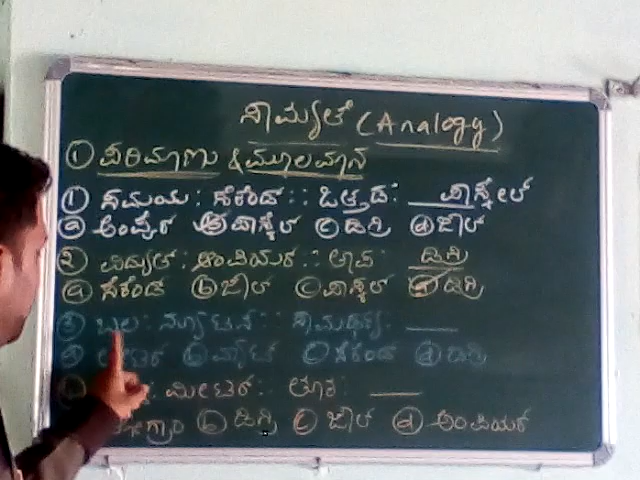 ಸಾಮ್ಯತೆ (Analogy)
① ಪರಿಮಾಣ & ಮೂಲಮಾನ
① ಸಮಯ : ಸೆಕೆಂಡ :: ಒತ್ತಡ : ಪಾಸ್ಕಲ್
ⓐ ಅಂಪೇರ ⓑ ಪಾಸ್ಕಲ್ ⓒ ಡಿಗ್ರಿ ⓓ ಜೌಲ್
② ವಿದ್ಯುತ್ : ಅಂಪಿಯರ :: ತಾಪ : ಡಿಗ್ರಿ
ⓐ ಸೆಕೆಂಡ ⓑ ಜೌಲ್ ⓒ ಪಾಸ್ಕಲ್ ⓓ ಡಿಗ್ರಿ
③ ಬಲ : ನ್ಯೂಟನ್ :: ಸಾಮರ್ಥ್ಯ : ____
ⓐ ಮೀಟರ ⓑ ವ್ಯಾಟ ⓒ ಸೆಕೆಂಡ ⓓ ಡಿಗ್ರಿ
: ಮೀಟರ್ :: ತೂಕ : ____
ⓑ ಡಿಗ್ರಿ ⓒ ಜೌಲ್ ⓓ ಅಂಪಿಯರ